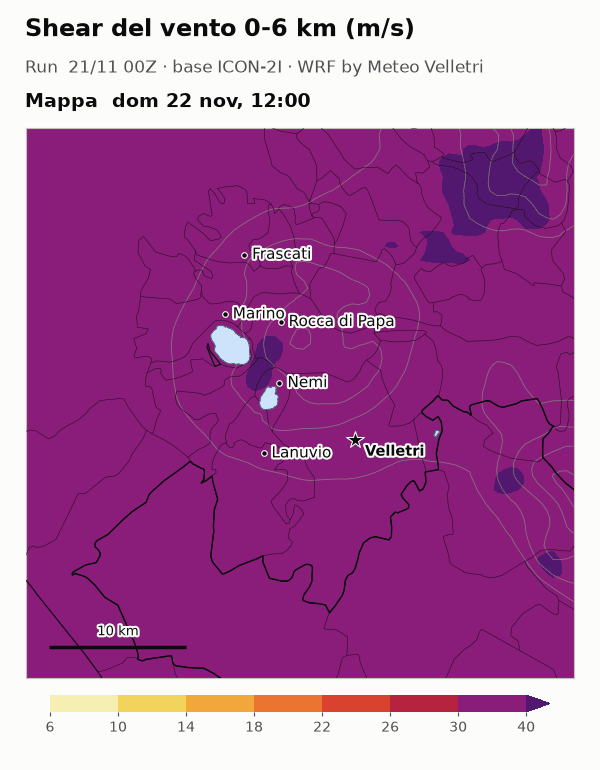 Shear del vento 0-6 km (m/s)
Run  21/11 00Z · base ICON-2I · WRF by Meteo Velletri
Mappa  dom 22 nov, 12:00
Frascati
Marino
Rocca di Papa
Nemi
Velletri
Lanuvio
10 km
6 10 14 18 22 26 30 40